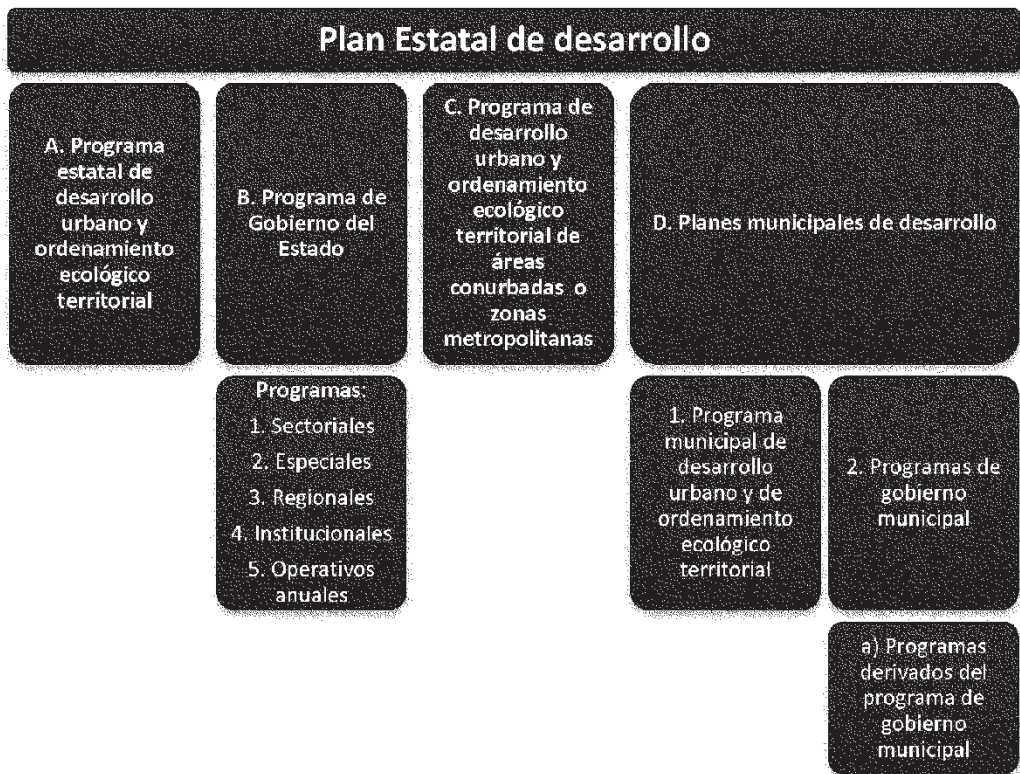 Plan Estatal de desarrollo
A. Programa
estatal de
desarrollo
urbano y
ordenamiento
ecológico
territorial
B. Programa de
Gobierno del
Estado
C. Programa de
desarrollo
urbano y
ordenamiento
ecológico
territorial de
áreas
conurbadas o
zonas
metropolitanas
D. Planes municipales de desarrollo
Programas:
1. Sectoriales
2. Especiales
3. Regionales
4. Institucionales
5. Operativos
anuales
1. Programa
municipal de
desarrollo
urbano y de
ordenamiento
ecológico
territorial
2. Programas de
gobierno
municipal
a) Programas
derivados del
programa de
gobierno
municipal